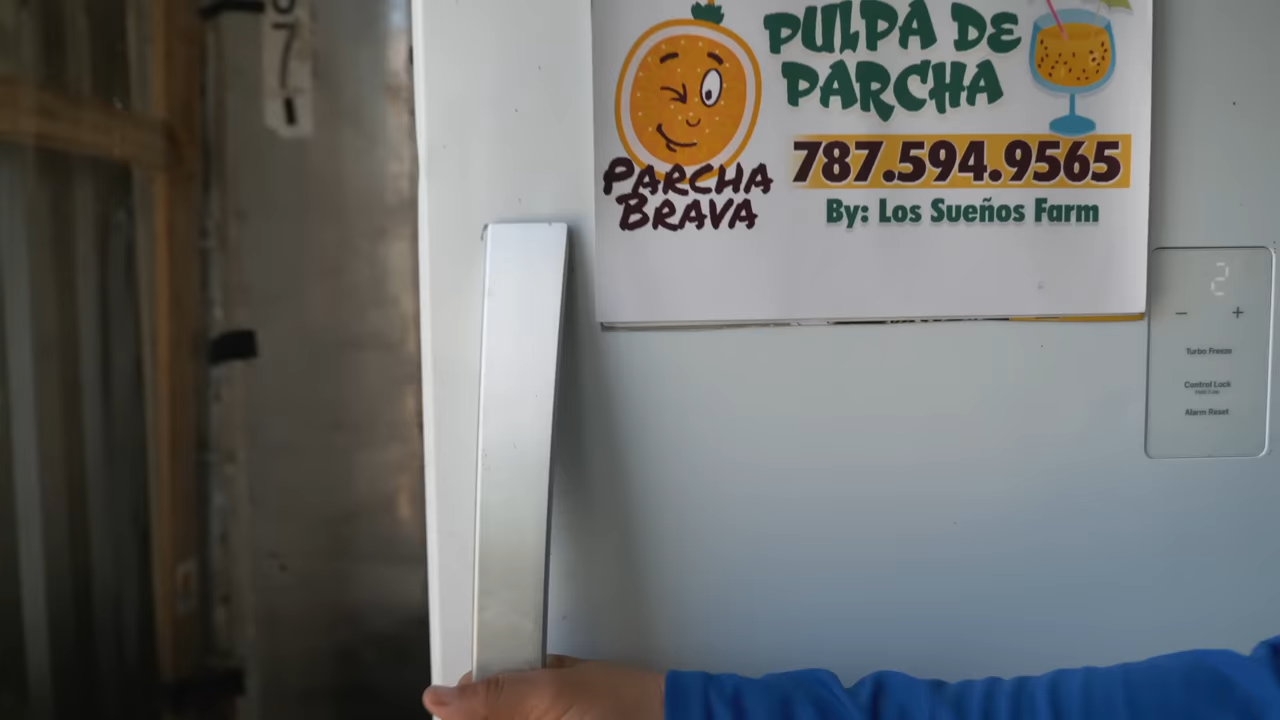 PULPA DE
PARCHA
787.594.9565
By: Los Sueños Farm
PARCHA
BRAVA
2
− +
Turbo Freeze
Control Lock
Alarm Reset